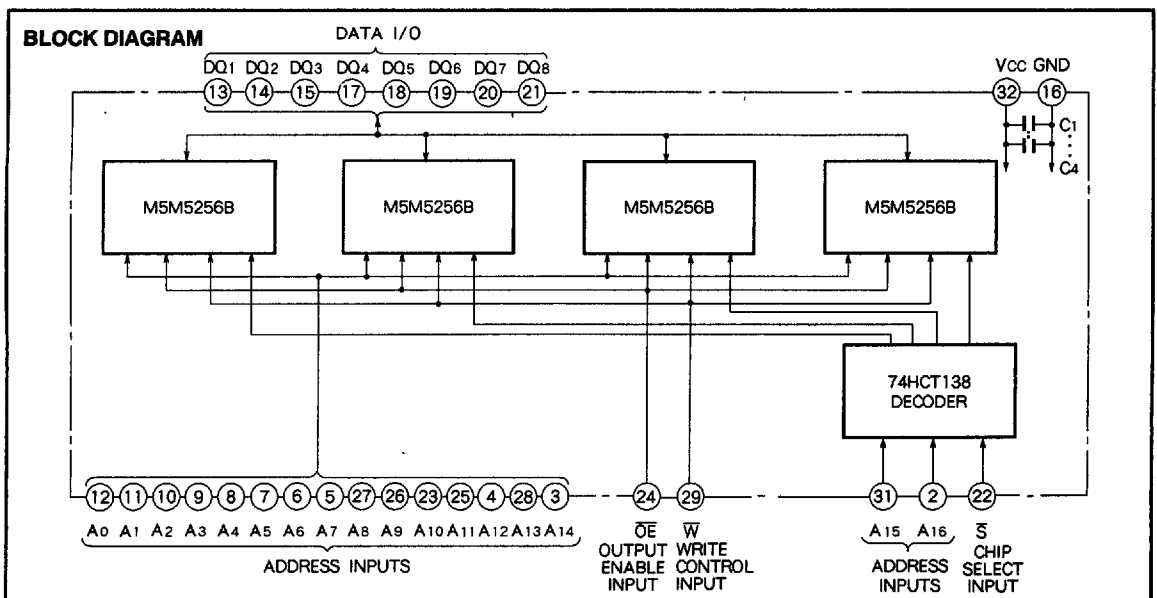 BLOCK DIAGRAM
DATA I/O
DQ1 DQ2 DQ3 DQ4 DQ5 DQ6 DQ7 DQ8
13 14 15 17 18 19 20 21
VCC GND
32 16
C1
C4
M5M5256B M5M5256B M5M5256B M5M5256B
74HCT138
DECODER
12 11 10 9 8 7 6 5 27 26 23 25 4 28 3
24 29
31 2 22
A0 A1 A2 A3 A4 A5 A6 A7 A8 A9 A10 A11 A12 A13 A14
ADDRESS INPUTS
O̅E̅
OUTPUT
ENABLE
INPUT
W̅
WRITE
CONTROL
INPUT
A15 A16
ADDRESS
INPUTS
S̅
CHIP
SELECT
INPUT